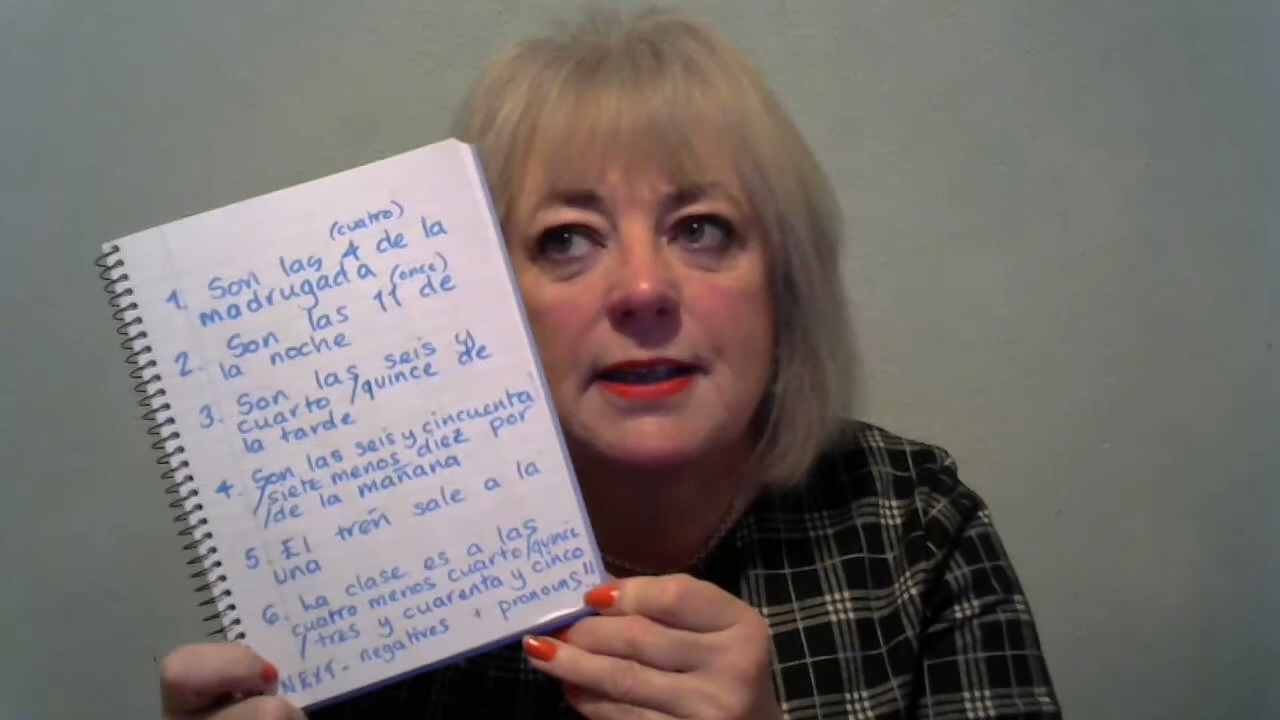 (cuatro)
1. Son las 4 de la
madrugada (once)
2. Son las 11 de
la noche
3. Son las seis y
cuarto /quince de
la tarde
4. Son las seis y cincuenta
/siete menos diez por
/de la mañana
5. El tren sale a la
una
6. La clase es a las
cuatro menos cuarto/quince
/tres y cuarenta y cinco
NEXT - negatives + pronouns!!